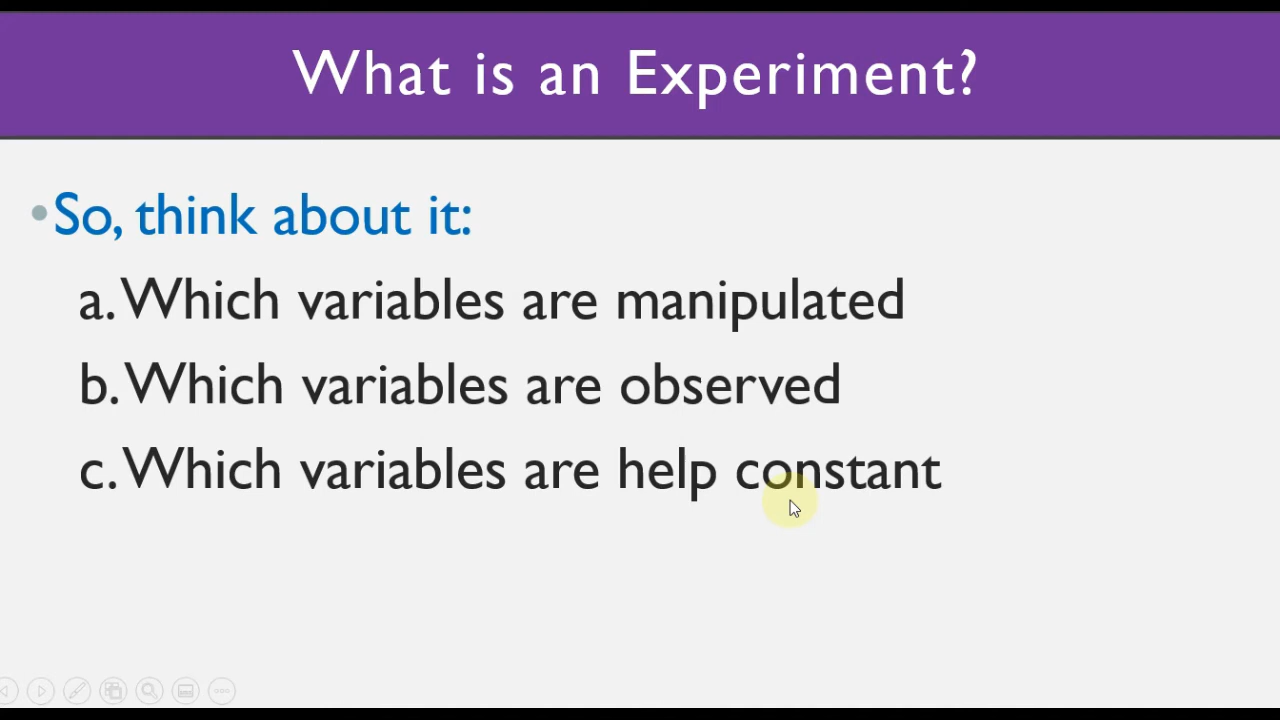 What is an Experiment?
•So, think about it:
a. Which variables are manipulated
b. Which variables are observed
c. Which variables are help constant